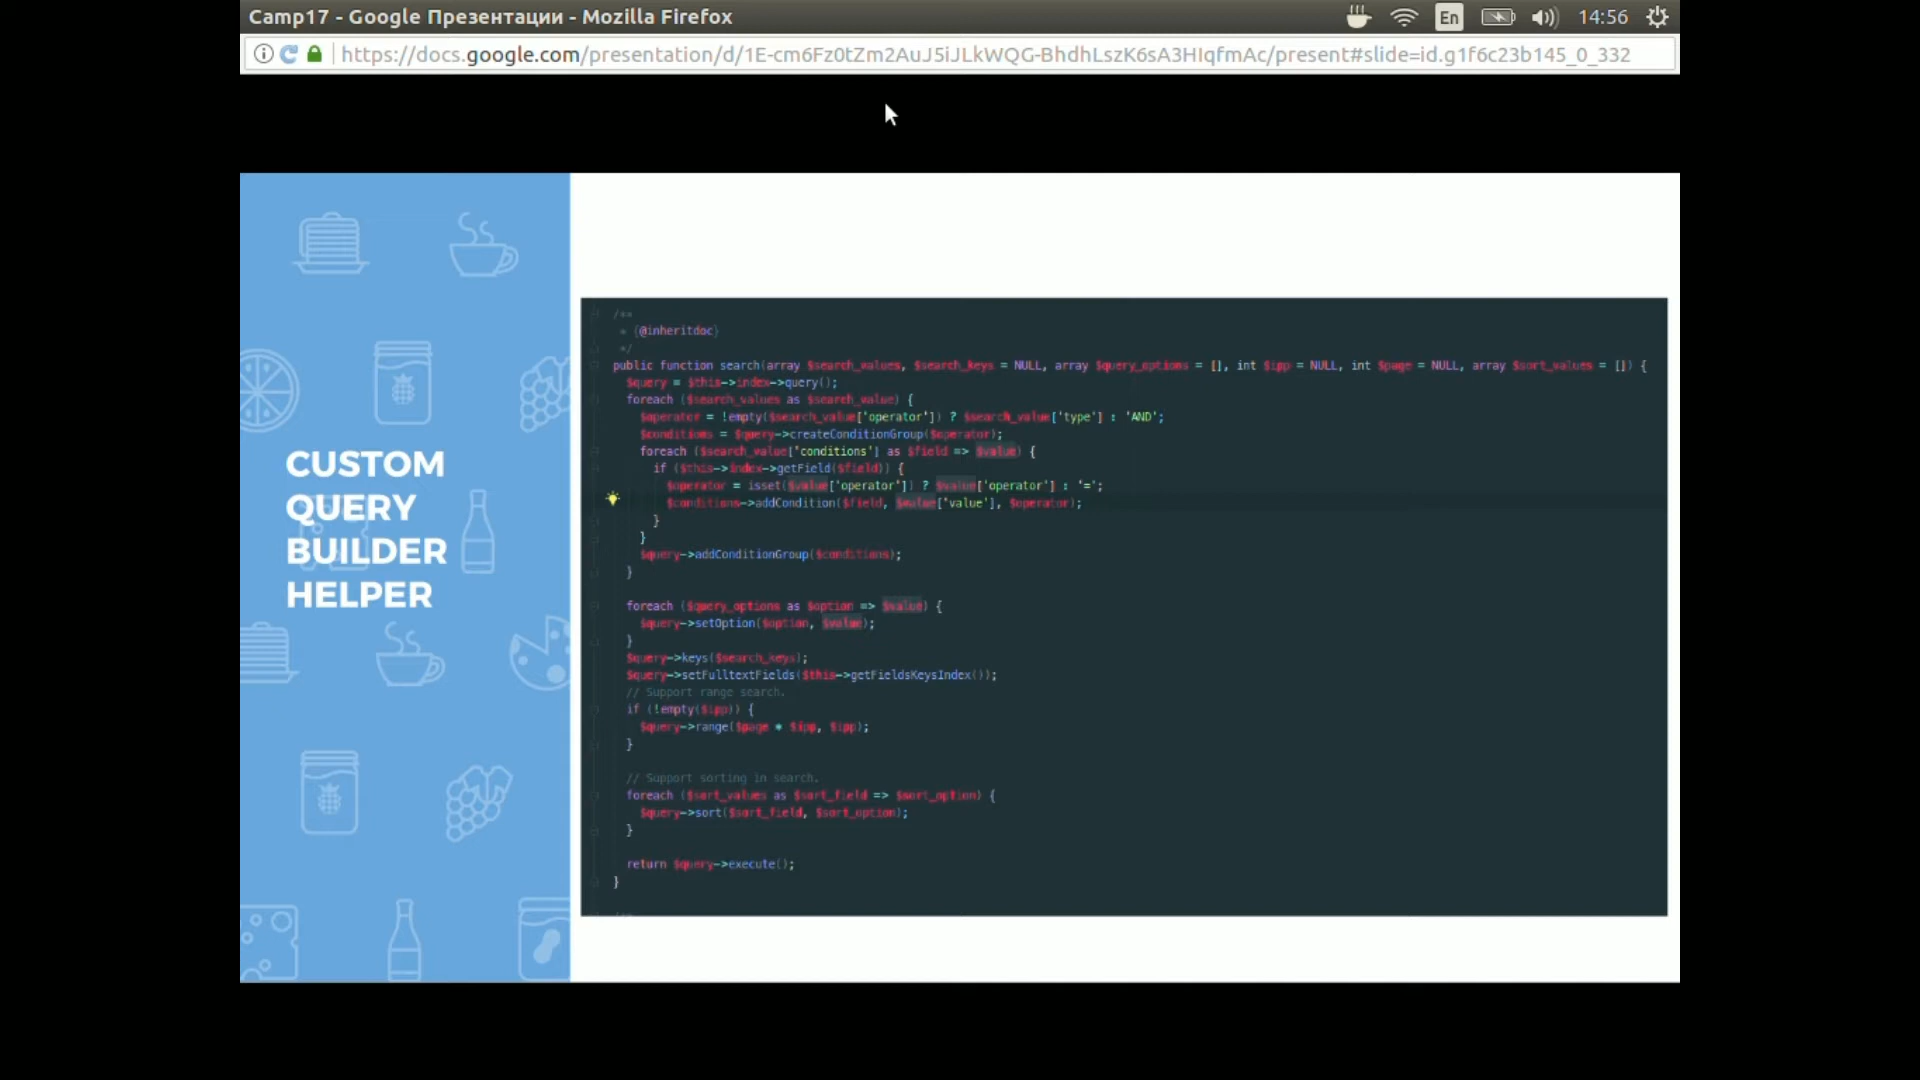 Camp17 - Google Презентации - Mozilla Firefox
En
14:56
https://docs.google.com/presentation/d/1E-cm6Fz0tZm2AuJ5iJLkWQG-BhdhLszK6sA3HIqfmAc/present#slide=id.g1f6c23b145_0_332
CUSTOM
QUERY
BUILDER
HELPER
/**
* {@inheritdoc}
*/
public function search(array $search_values, $search_keys = NULL, array $query_options = [], int $ipp = NULL, int $page = NULL, array $sort_values = []) {
$query = $this->index->query();
foreach ($search_values as $search_value) {
$operator = !empty($search_value['operator']) ? $search_value['type'] : 'AND';
$conditions = $query->createConditionGroup($operator);
foreach ($search_value['conditions'] as $field => $value) {
if ($this->index->getField($field)) {
$operator = isset($value['operator']) ? $value['operator'] : '=';
$conditions->addCondition($field, $value['value'], $operator);
}
}
$query->addConditionGroup($conditions);
}
foreach ($query_options as $option => $value) {
$query->setOption($option, $value);
}
$query->keys($search_keys);
$query->setFulltextFields($this->getFieldsKeysIndex());
// Support range search.
if (!empty($ipp)) {
$query->range($page * $ipp, $ipp);
}
// Support sorting in search.
foreach ($sort_values as $sort_field => $sort_option) {
$query->sort($sort_field, $sort_option);
}
return $query->execute();
}